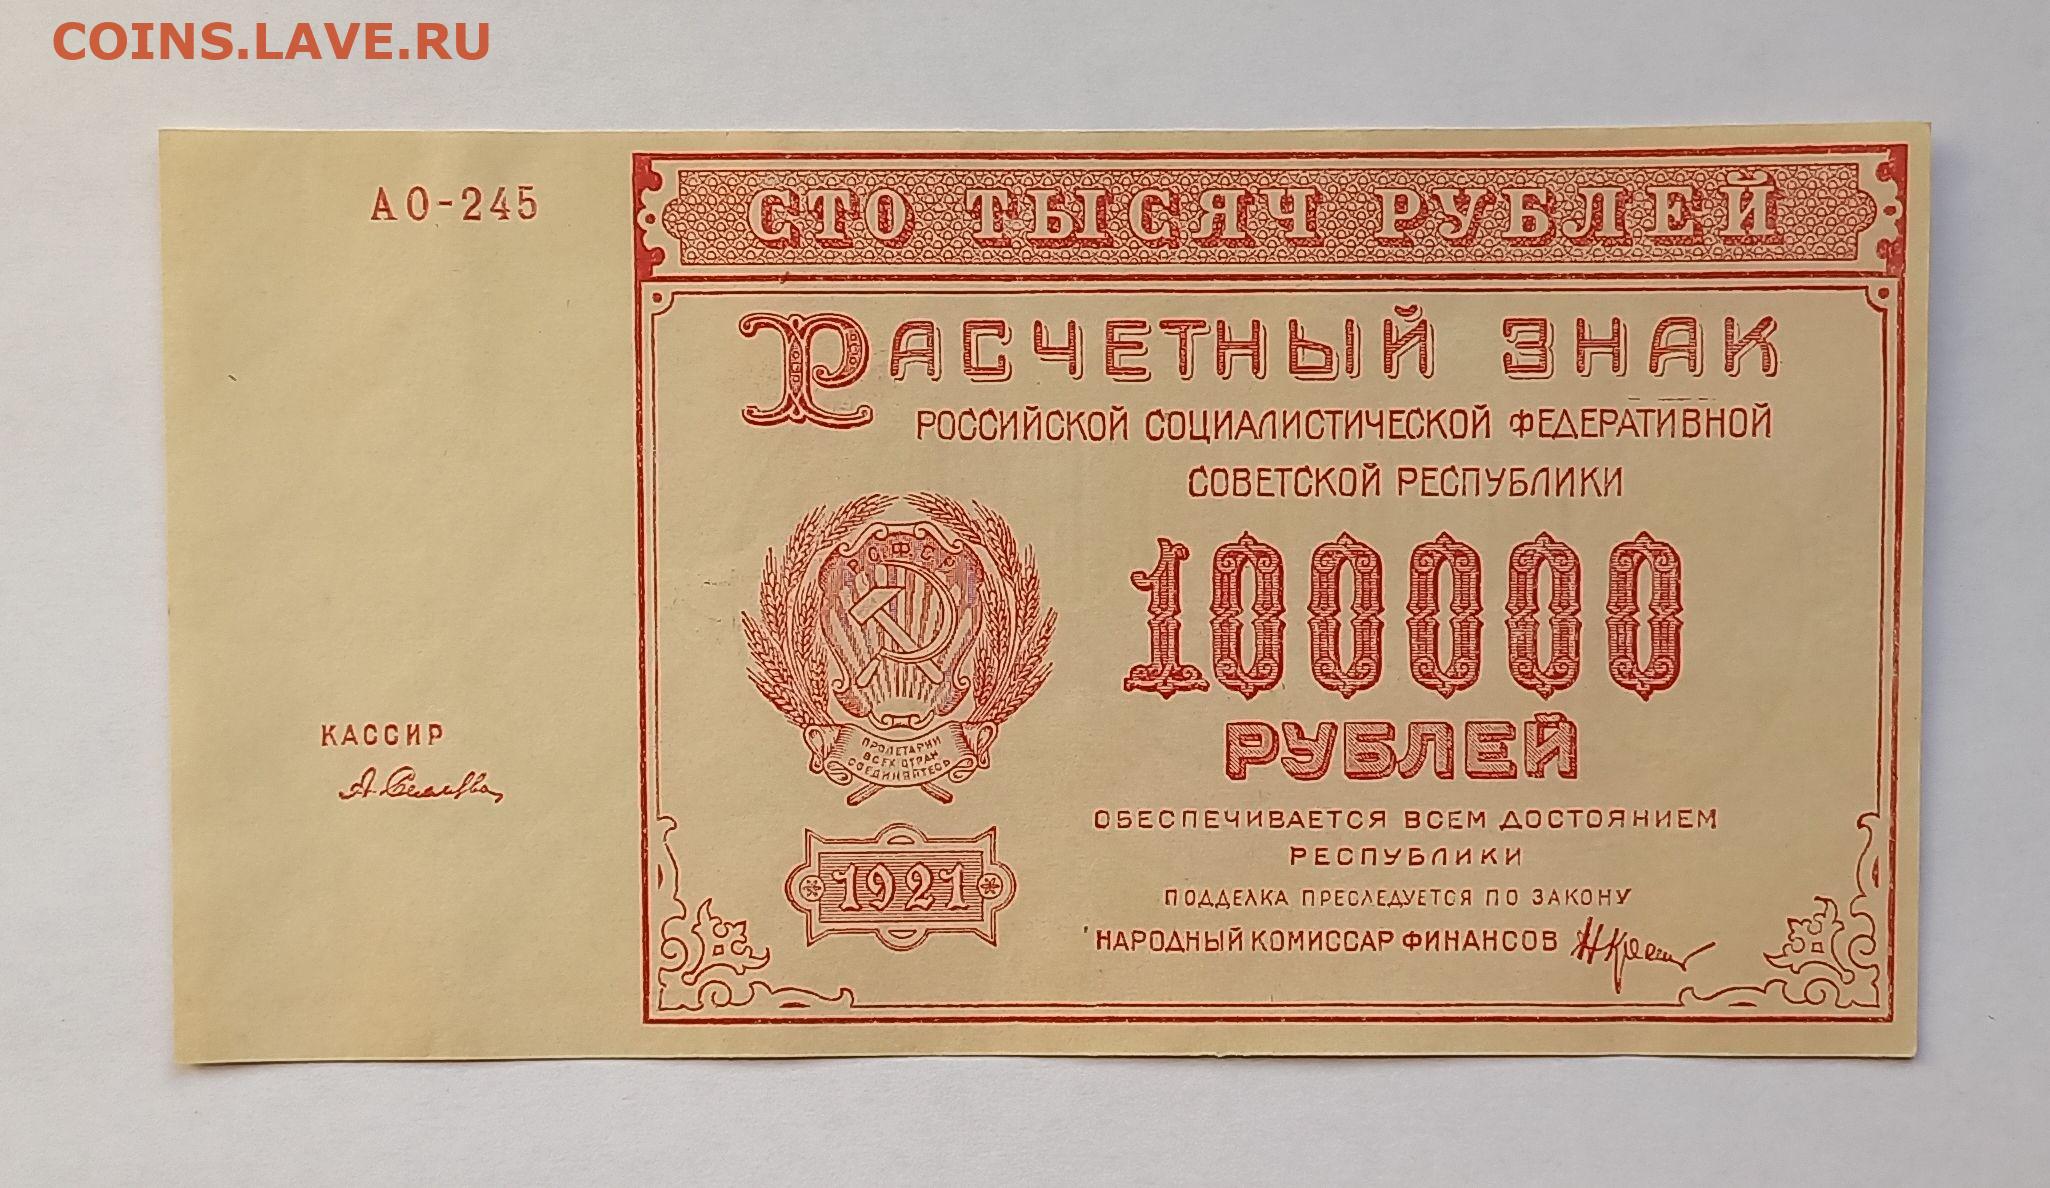 COINS.LAVE.RU
АО-245
СТО ТЫСЯЧ РУБЛЕЙ
РАСЧЕТНЫЙ ЗНАК
РОССИЙСКОЙ СОЦИАЛИСТИЧЕСКОЙ ФЕДЕРАТИВНОЙ
СОВЕТСКОЙ РЕСПУБЛИКИ
РСФСР
100000
РУБЛЕЙ
ПРОЛЕТАРИИ
ВСЕХ СТРАН
СОЕДИНЯЙТЕСЬ
КАССИР
1921
ОБЕСПЕЧИВАЕТСЯ ВСЕМ ДОСТОЯНИЕМ
РЕСПУБЛИКИ
ПОДДЕЛКА ПРЕСЛЕДУЕТСЯ ПО ЗАКОНУ
НАРОДНЫЙ КОМИССАР ФИНАНСОВ